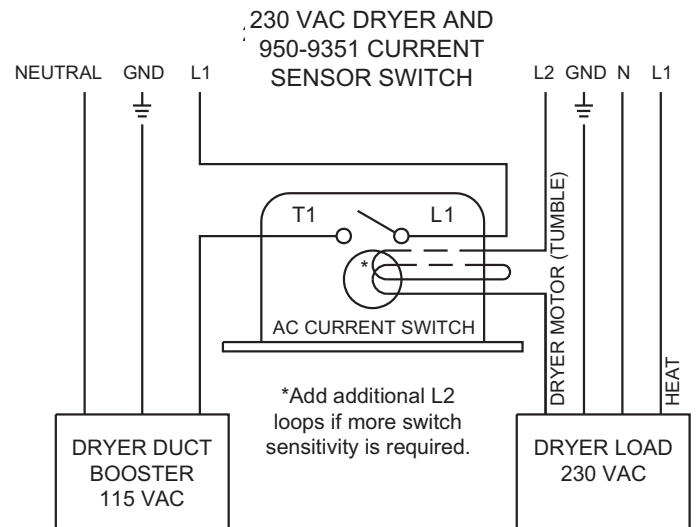 230 VAC DRYER AND
950-9351 CURRENT
SENSOR SWITCH
NEUTRAL GND L1
L2 GND N L1
T1 L1
*
AC CURRENT SWITCH
DRYER MOTOR (TUMBLE)
HEAT
*Add additional L2
loops if more switch
sensitivity is required.
DRYER DUCT
BOOSTER
115 VAC
DRYER LOAD
230 VAC